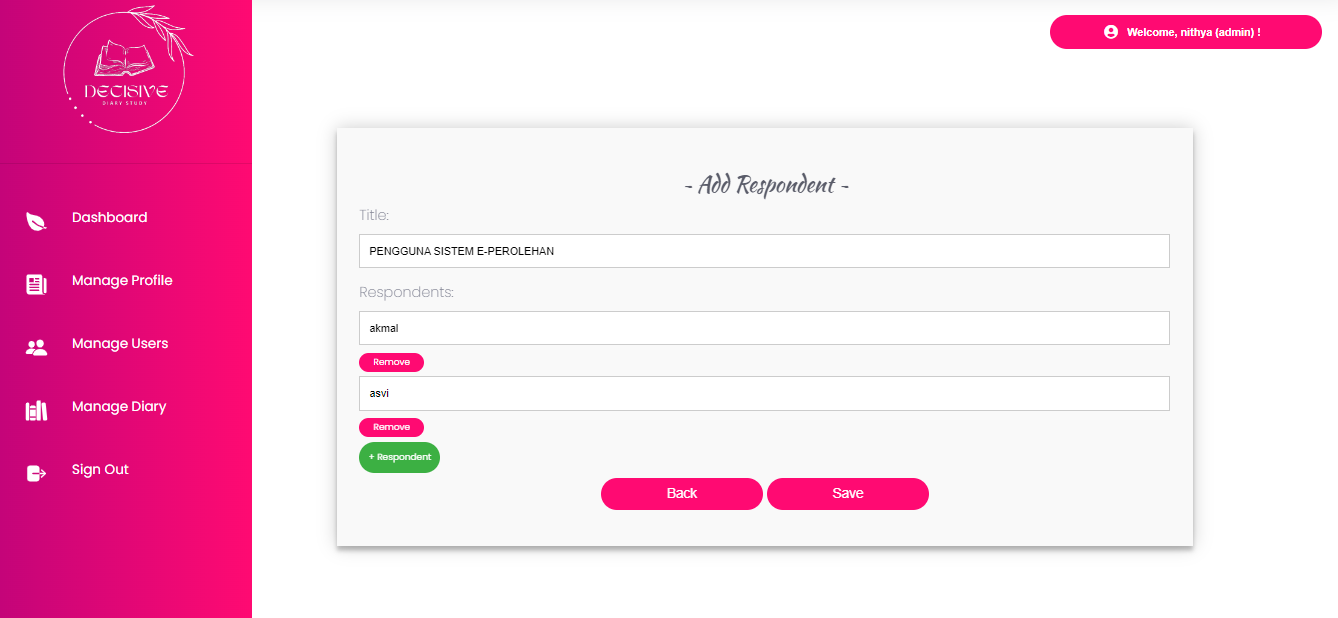 DECISIVE
DIARY STUDY
Welcome, nithya (admin) !
Dashboard
Manage Profile
Manage Users
Manage Diary
Sign Out
~ Add Respondent ~
Title:
PENGGUNA SISTEM E-PEROLEHAN
Respondents:
akmal
Remove
asvi
Remove
+ Respondent
Back
Save